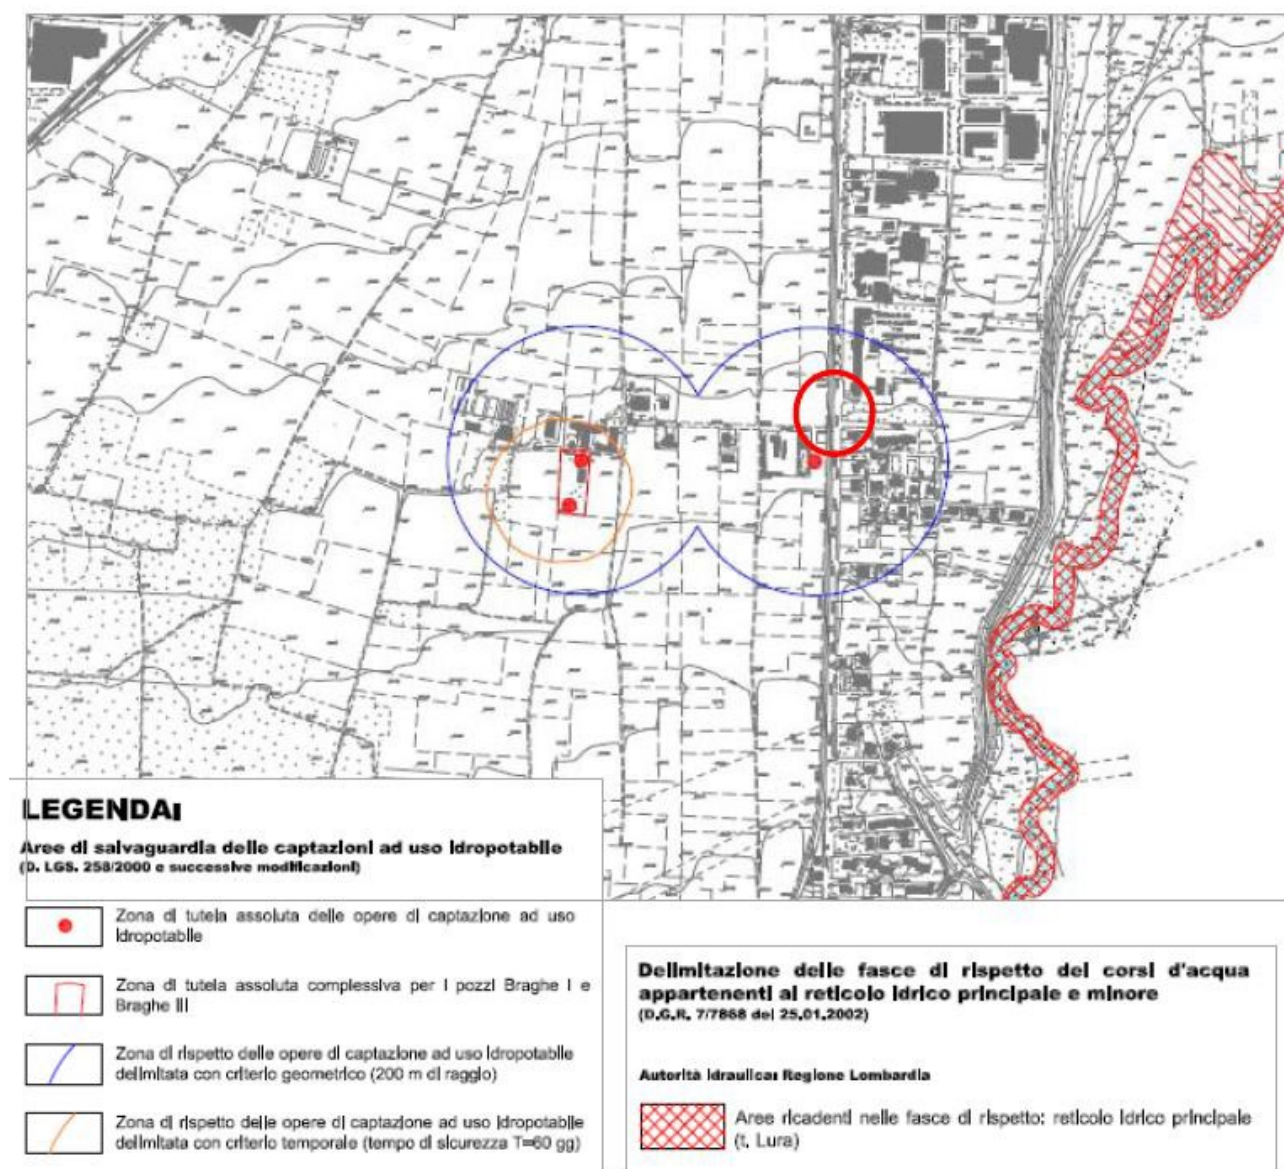 LEGENDA:
Aree di salvaguardia delle captazioni ad uso idropotabile
(D. LGS. 258/2000 e successive modificazioni)
Zona di tutela assoluta delle opere di captazione ad uso
idropotabile
Zona di tutela assoluta complessiva per i pozzi Braghe I e
Braghe III
Zona di rispetto delle opere di captazione ad uso idropotabile
delimitata con criterio geometrico (200 m di raggio)
Zona di rispetto delle opere di captazione ad uso idropotabile
delimitata con criterio temporale (tempo di sicurezza T=60 gg)
Delimitazione delle fasce di rispetto dei corsi d'acqua
appartenenti al reticolo idrico principale e minore
(D.G.R. 7/7868 del 25.01.2002)
Autorità idraulica: Regione Lombardia
Aree ricadenti nelle fasce di rispetto: reticolo idrico principale
(t. Lura)